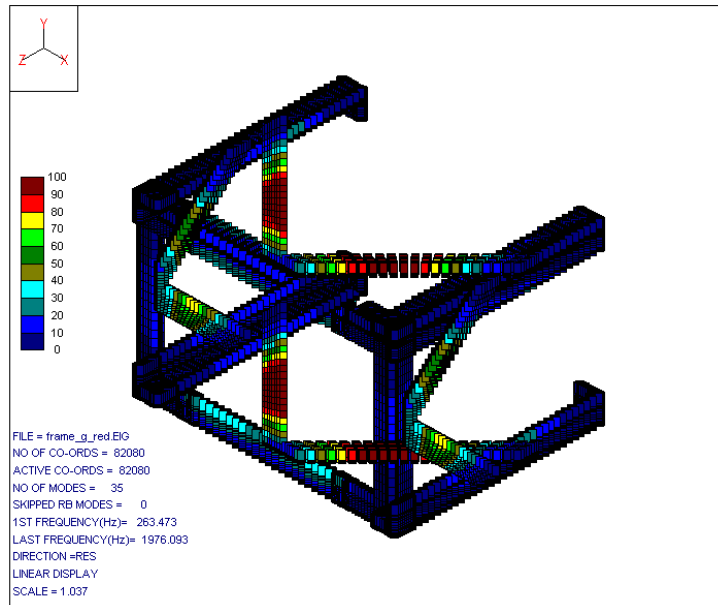 Y
Z X
100
90
80
70
60
50
40
30
20
10
0
FILE = frame_g_red.EIG
NO OF CO-ORDS = 82080
ACTIVE CO-ORDS = 82080
NO OF MODES = 35
SKIPPED RB MODES = 0
1ST FREQUENCY(Hz)= 263.473
LAST FREQUENCY(Hz)= 1976.093
DIRECTION =RES
LINEAR DISPLAY
SCALE = 1.037